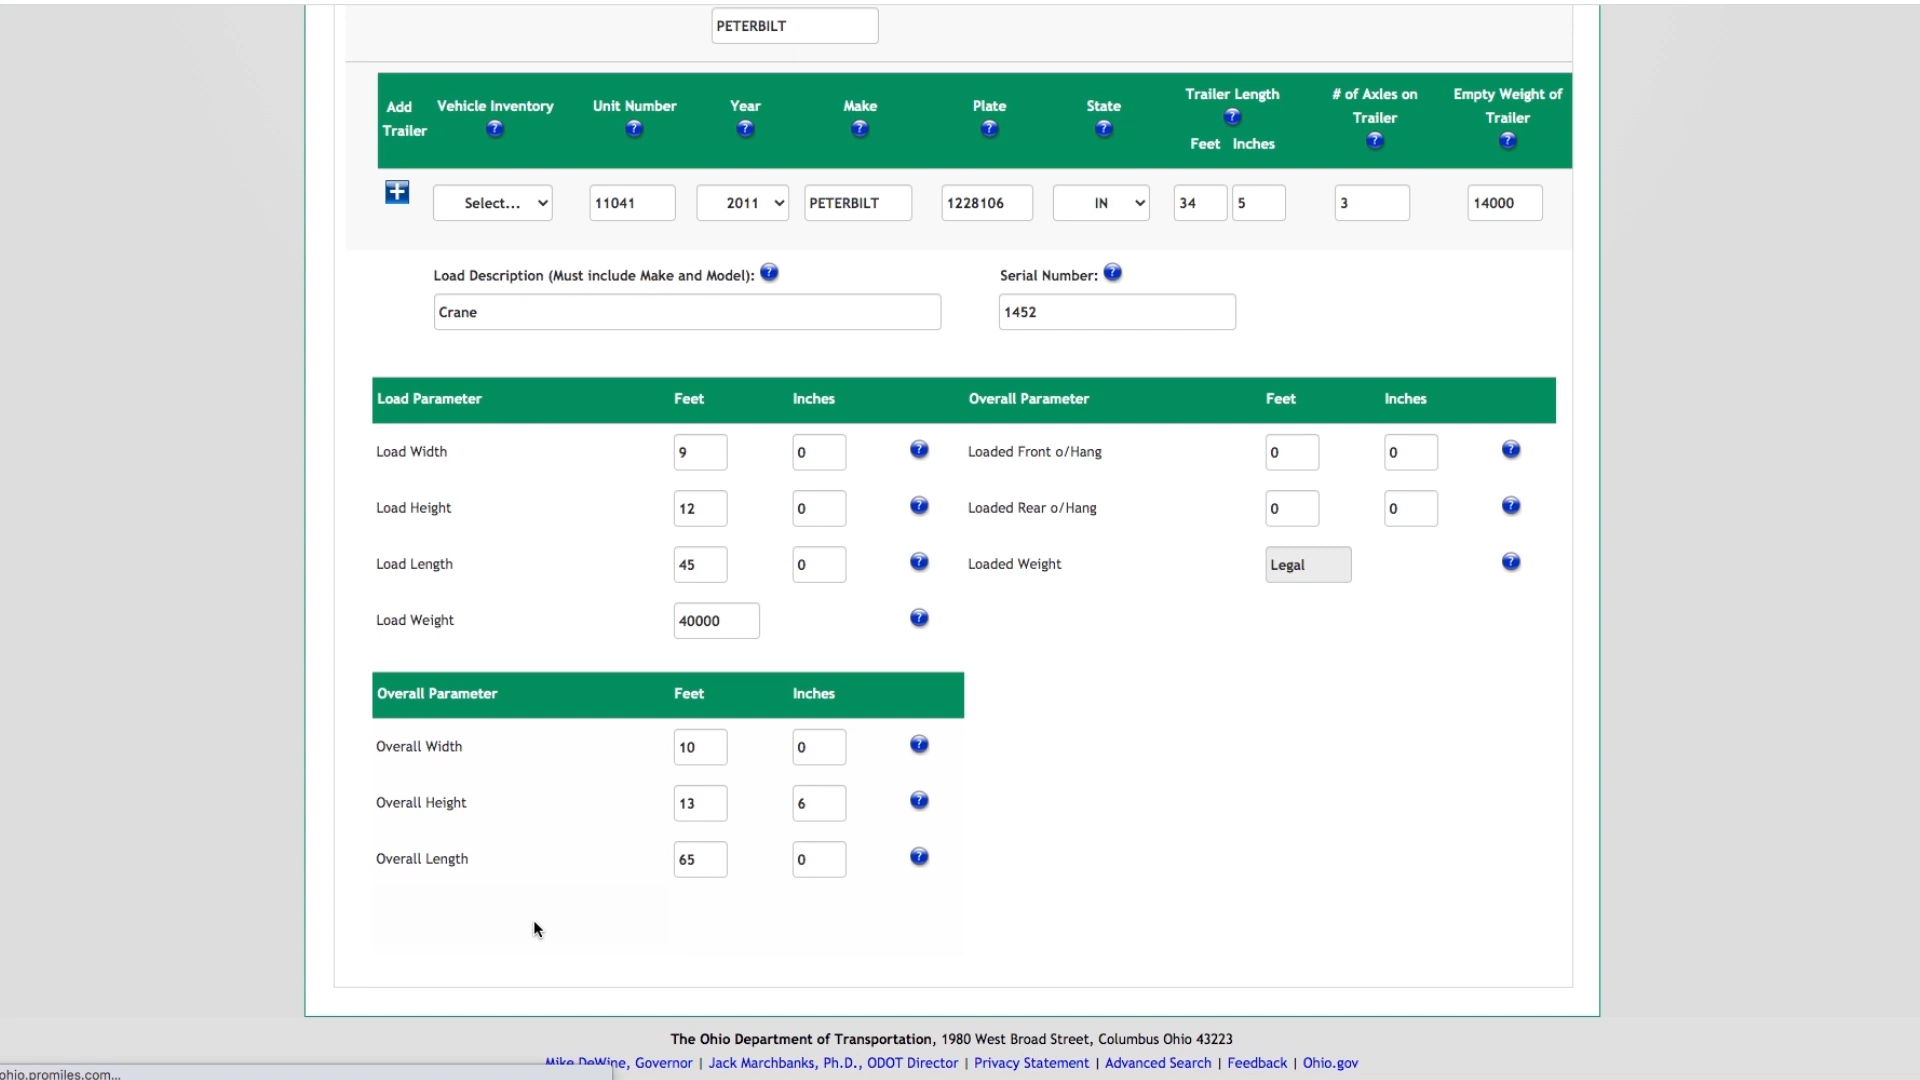 PETERBILT
Add Trailer Vehicle Inventory Unit Number Year Make Plate State Trailer Length Feet Inches # of Axles on Trailer Empty Weight of Trailer
Select... 11041 2011 PETERBILT 1228106 IN 34 5 3 14000
Load Description (Must include Make and Model): Serial Number:
Crane 1452
Load Parameter Feet Inches Overall Parameter Feet Inches
Load Width 9 0 Loaded Front o/Hang 0 0
Load Height 12 0 Loaded Rear o/Hang 0 0
Load Length 45 0 Loaded Weight Legal
Load Weight 40000
Overall Parameter Feet Inches
Overall Width 10 0
Overall Height 13 6
Overall Length 65 0
The Ohio Department of Transportation, 1980 West Broad Street, Columbus Ohio 43223
Mike DeWine, Governor | Jack Marchbanks, Ph.D., ODOT Director | Privacy Statement | Advanced Search | Feedback | Ohio.gov
ohio.promiles.com...